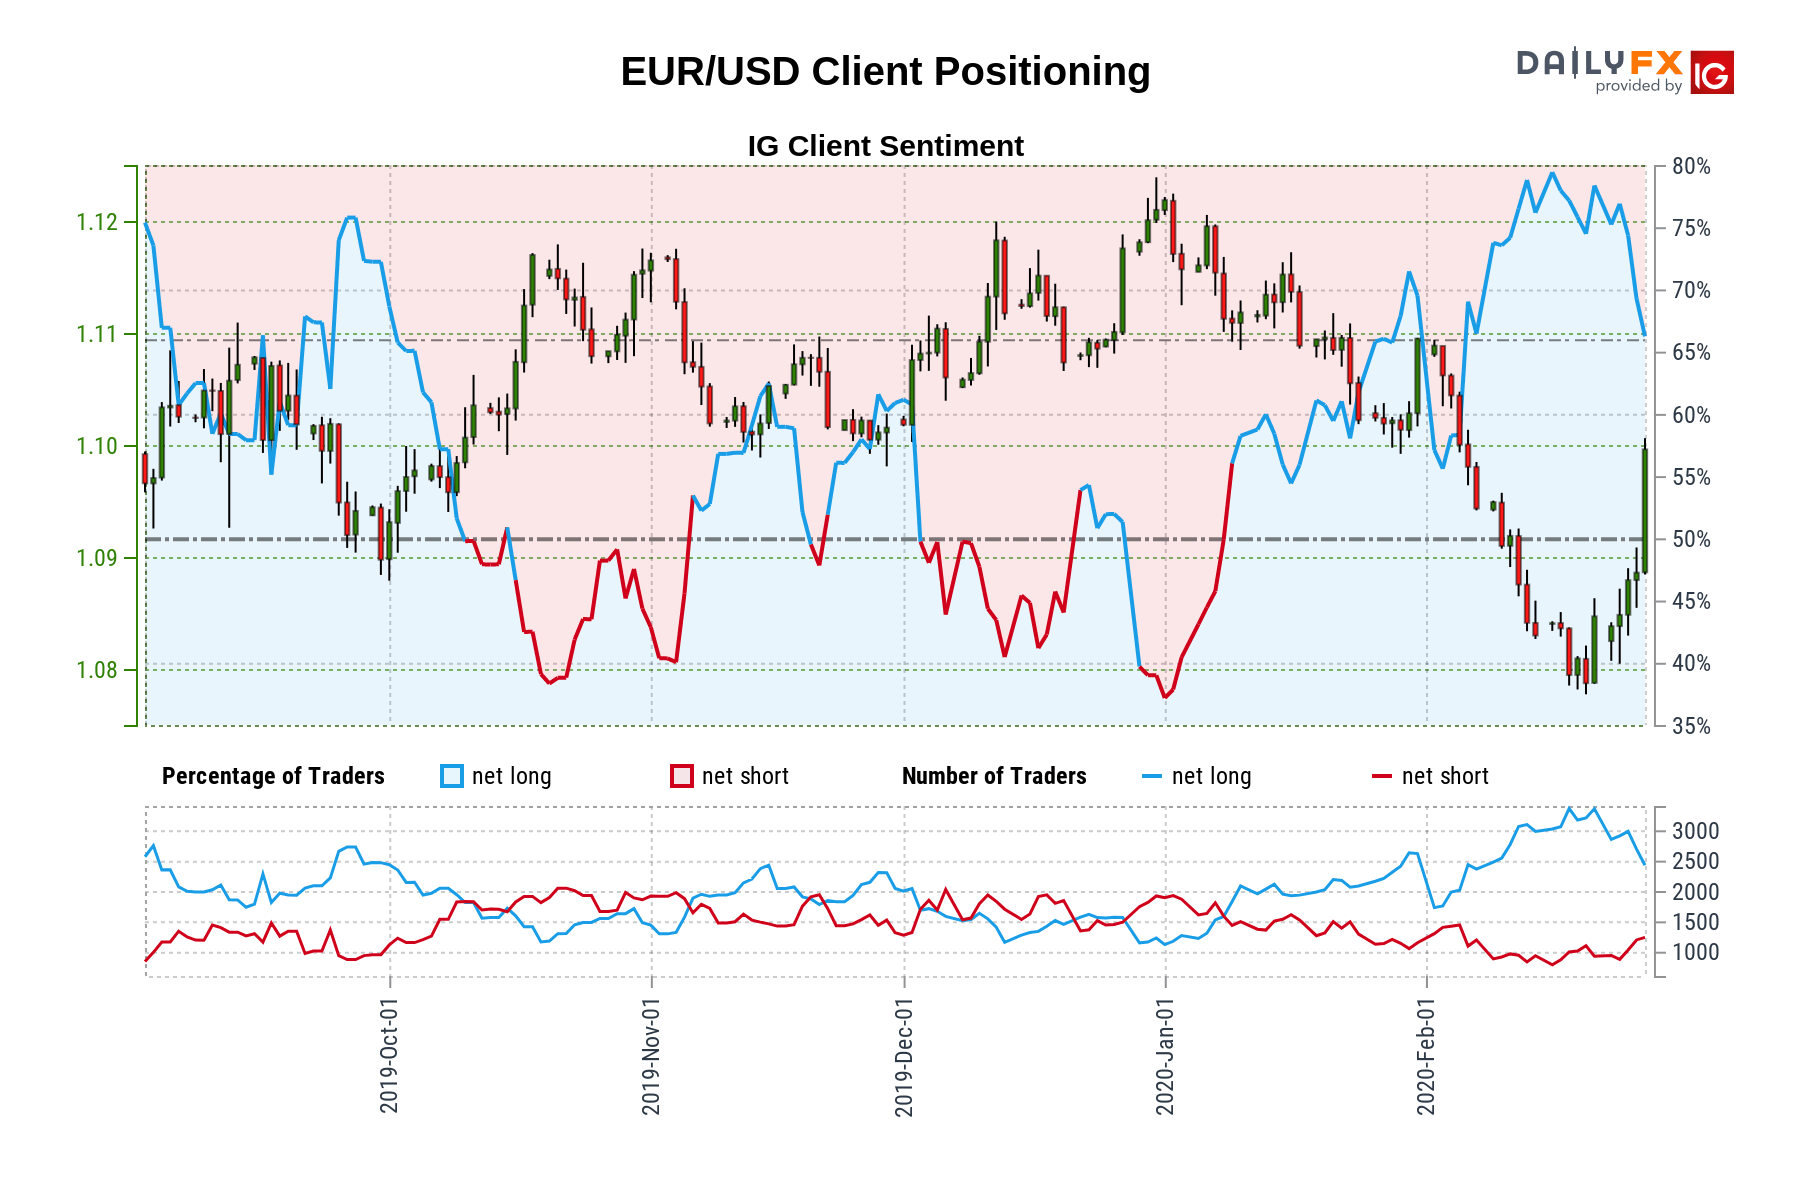 EUR/USD Client Positioning
DAILYFX
provided by IG
IG Client Sentiment
1.12
1.11
1.10
1.09
1.08
80%
75%
70%
65%
60%
55%
50%
45%
40%
35%
Percentage of Traders net long net short Number of Traders net long net short
3000
2500
2000
1500
1000
2019-Oct-01
2019-Nov-01
2019-Dec-01
2020-Jan-01
2020-Feb-01